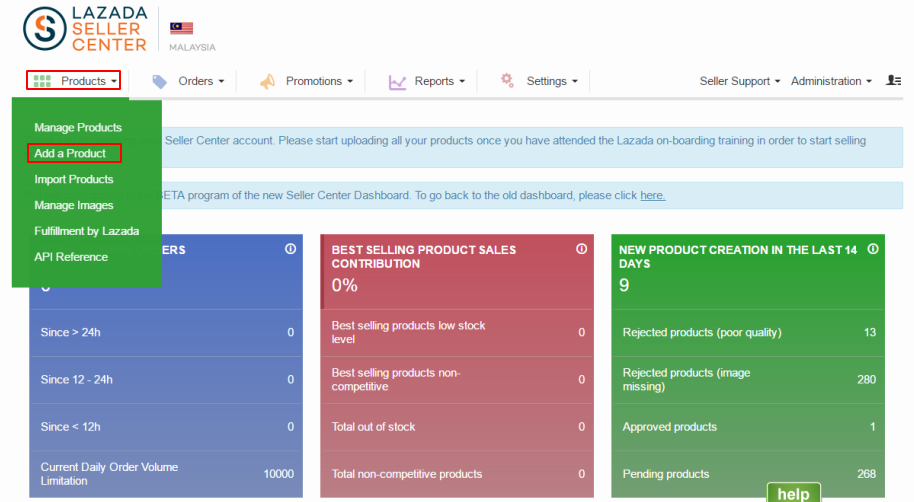 LAZADA
SELLER
CENTER
MALAYSIA
Products
Orders
Promotions
Reports
Settings
Seller Support
Administration
Manage Products
Add a Product
Import Products
Manage Images
Fulfillment by Lazada
API Reference
Seller Center account. Please start uploading all your products once you have attended the Lazada on-boarding training in order to start selling
BETA program of the new Seller Center Dashboard. To go back to the old dashboard, please click here.
ERS
Since > 24h 0
Since 12 - 24h 0
Since < 12h 0
Current Daily Order Volume
Limitation 10000
BEST SELLING PRODUCT SALES
CONTRIBUTION
0%
Best selling products low stock
level 0
Best selling products non-
competitive 0
Total out of stock 0
Total non-competitive products 0
NEW PRODUCT CREATION IN THE LAST 14
DAYS
9
Rejected products (poor quality) 13
Rejected products (image
missing) 280
Approved products 1
Pending products 268
help